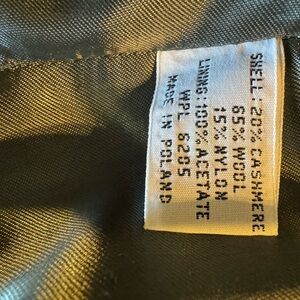 SHELL: 20% CASHMERE
65% WOOL
15% NYLON
LINING: 100% ACETATE
WPL 6205
MADE IN POLAND